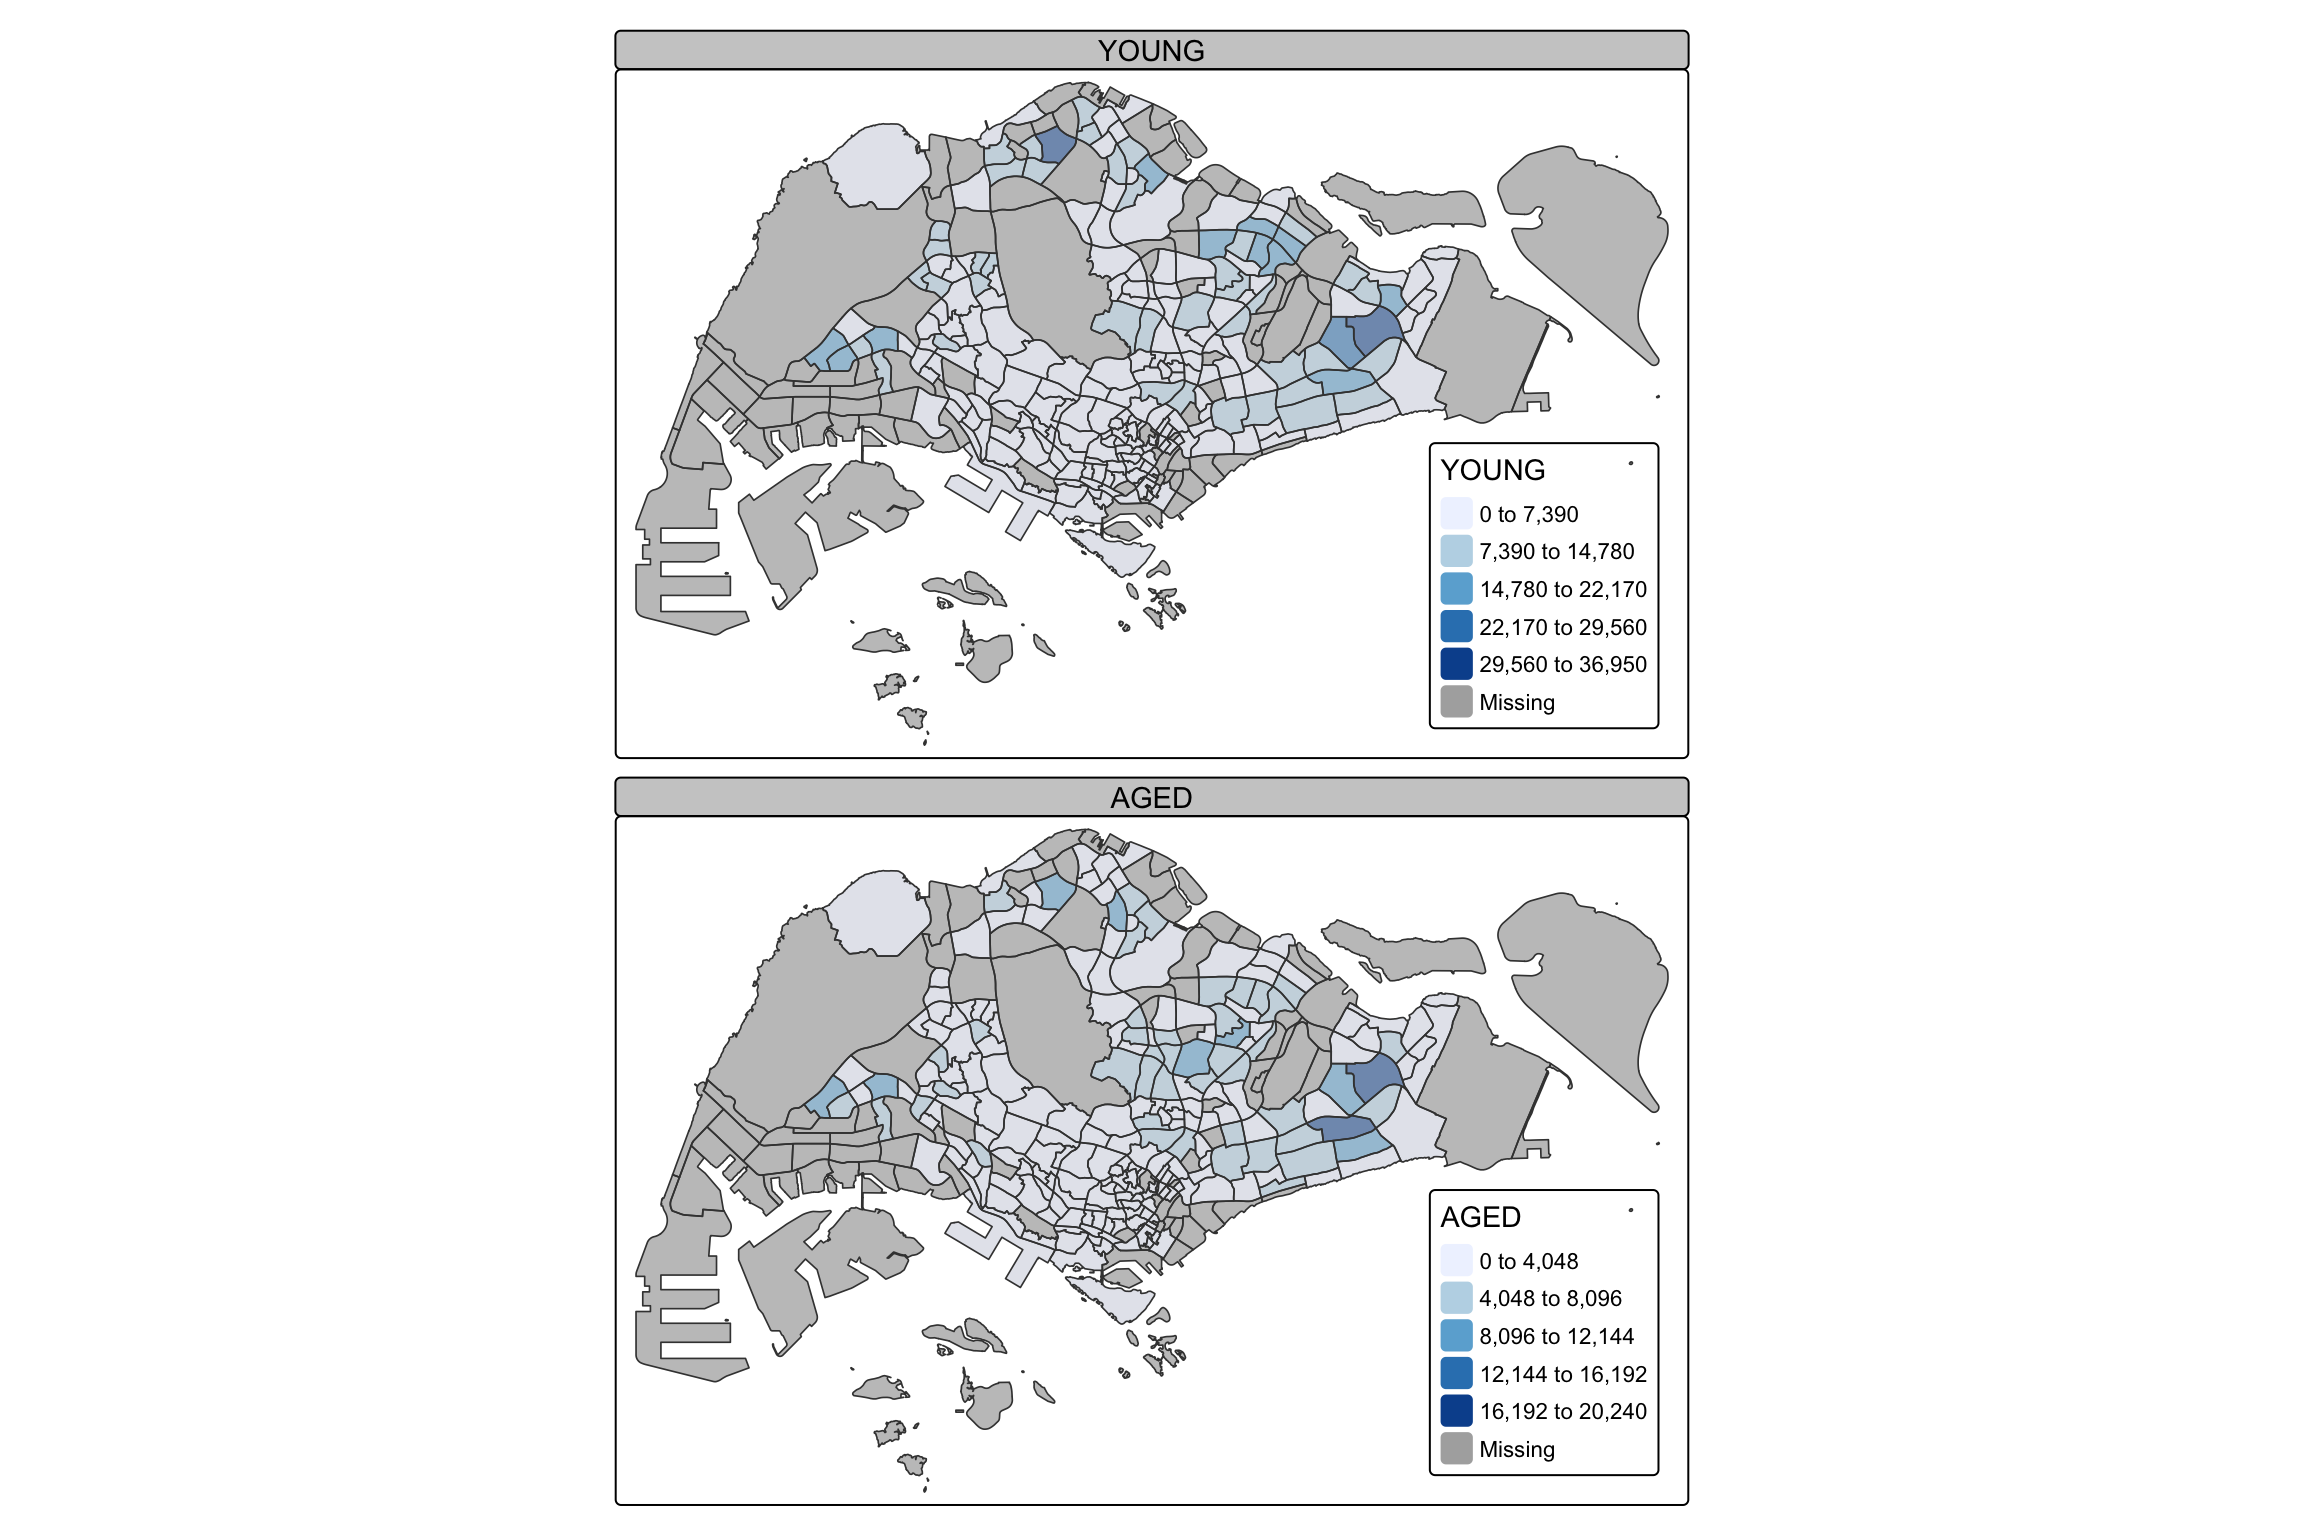 YOUNG
YOUNG
0 to 7,390
7,390 to 14,780
14,780 to 22,170
22,170 to 29,560
29,560 to 36,950
Missing
AGED
AGED
0 to 4,048
4,048 to 8,096
8,096 to 12,144
12,144 to 16,192
16,192 to 20,240
Missing